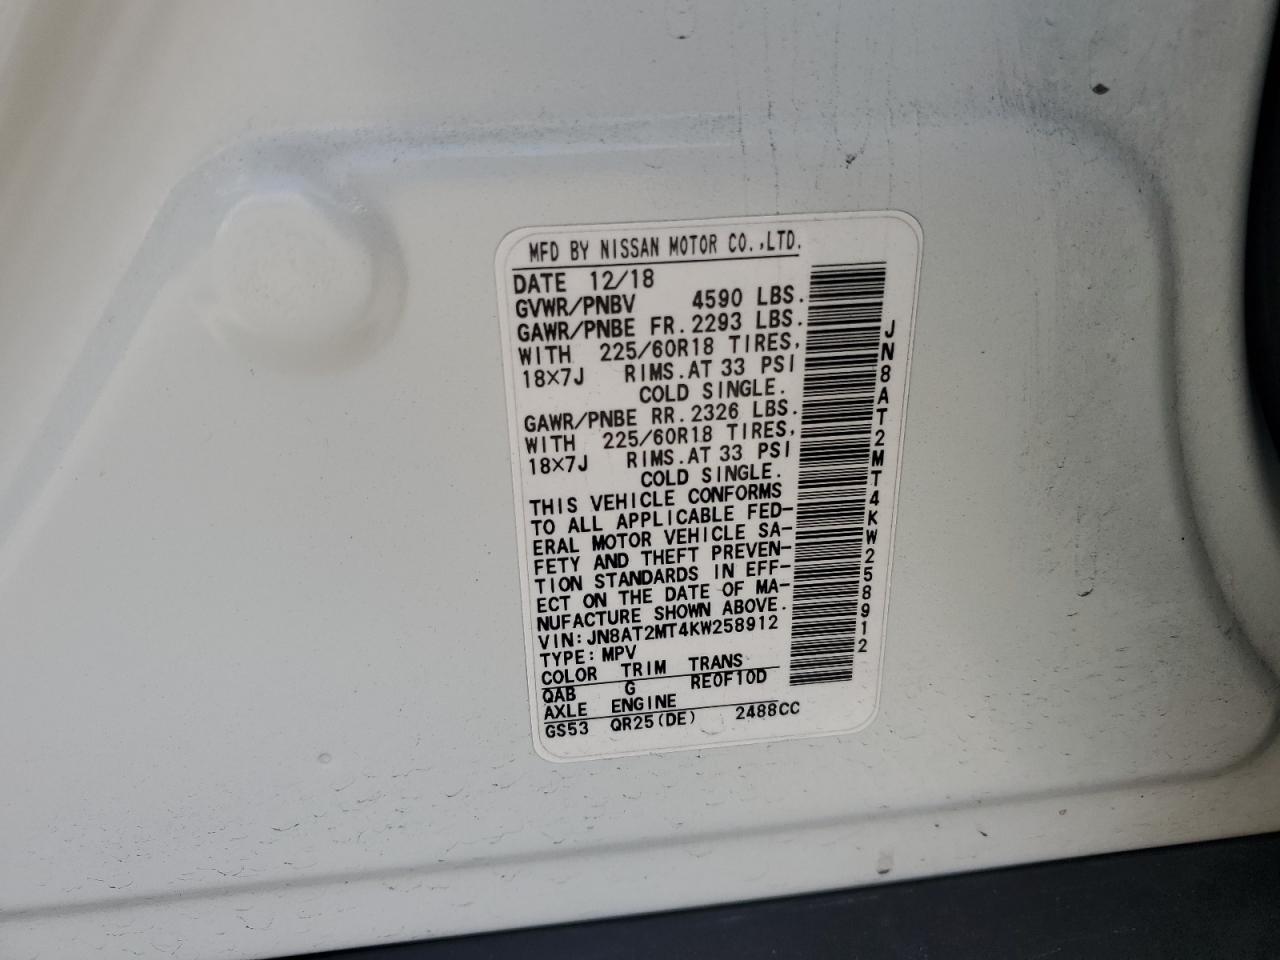 MFD BY NISSAN MOTOR CO.,LTD.
DATE 12/18
GVWR/PNBV 4590 LBS.
GAWR/PNBE FR. 2293 LBS.
WITH 225/60R18 TIRES,
18×7J RIMS. AT 33 PSI
COLD SINGLE.
GAWR/PNBE RR. 2326 LBS.
WITH 225/60R18 TIRES,
18×7J RIMS. AT 33 PSI
COLD SINGLE.
THIS VEHICLE CONFORMS
TO ALL APPLICABLE FED-
ERAL MOTOR VEHICLE SA-
FETY AND THEFT PREVEN-
TION STANDARDS IN EFF-
ECT ON THE DATE OF MA-
NUFACTURE SHOWN ABOVE.
VIN: JN8AT2MT4KW258912
TYPE: MPV
COLOR TRIM TRANS
QAB G RE0F10D
AXLE ENGINE
GS53 QR25(DE) 2488CC
JN8AT2MT4KW258912